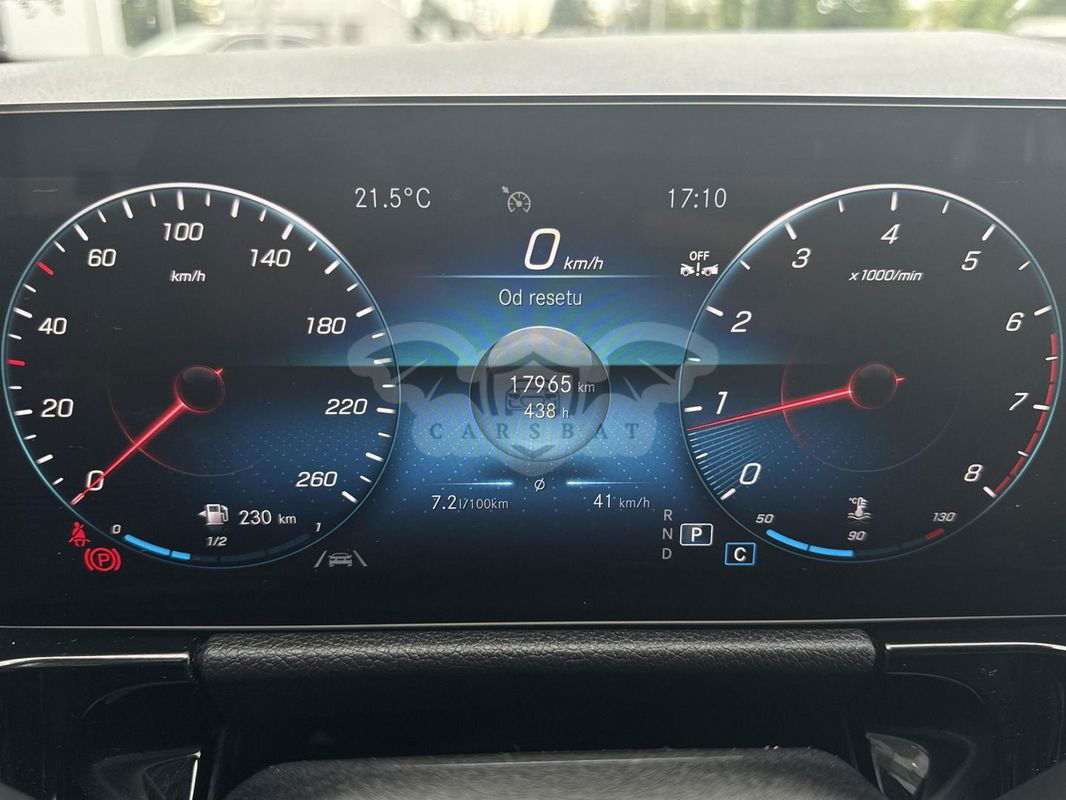 21.5°C
17:10
0 km/h
OFF
Od resetu
17965 km
438 h
CARSBAT
ø
7.2 l/100km
41 km/h
0
20
40
60
100
140
180
220
260
km/h
0
1
2
3
4
5
6
7
8
x1000/min
230 km
0
1/2
1
P
R
N
D
P
C
50
90
130
°C